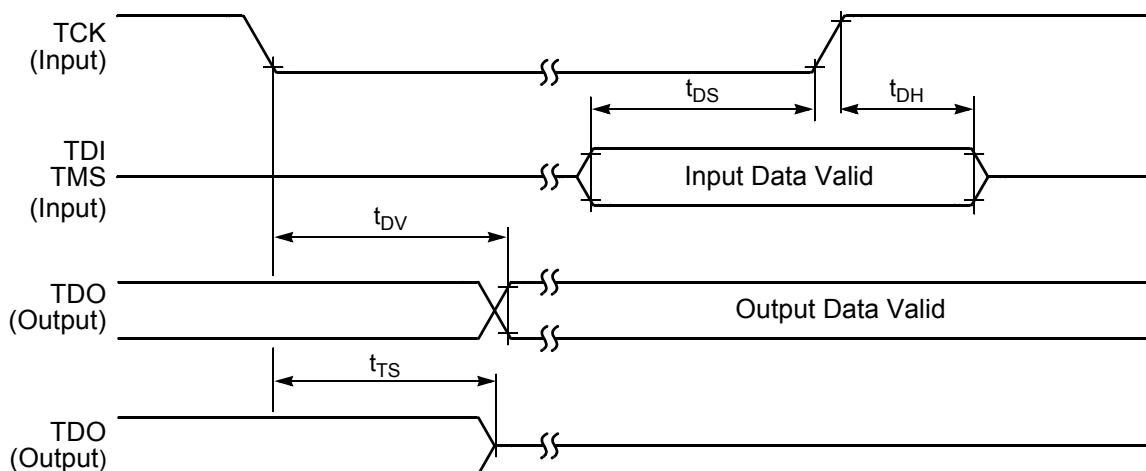 TCK
(Input)
tDS
tDH
TDI
TMS
(Input)
Input Data Valid
tDV
TDO
(Output)
Output Data Valid
tTS
TDO
(Output)